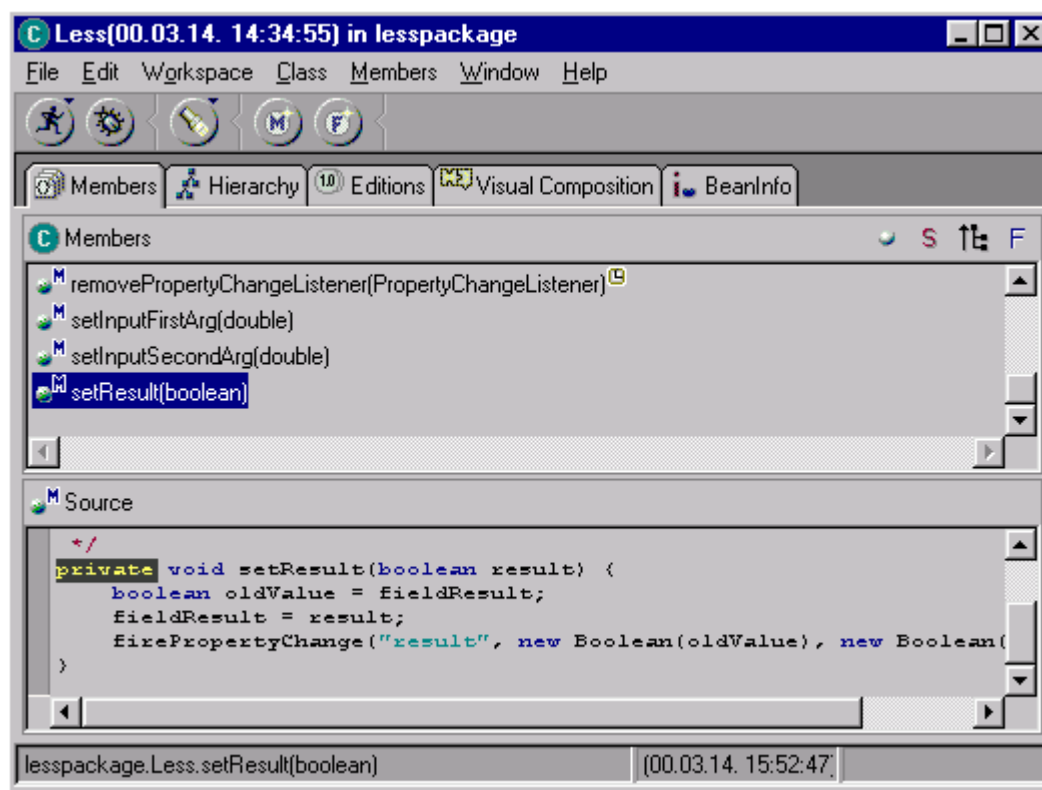 C Less(00.03.14. 14:34:55) in lesspackage
File Edit Workspace Class Members Window Help
M F
Members Hierarchy 1.0 Editions Visual Composition i BeanInfo
C Members S F
M removePropertyChangeListener(PropertyChangeListener)
M setInputFirstArg(double)
M setInputSecondArg(double)
M setResult(boolean)
M Source
*/
private void setResult(boolean result) {
boolean oldValue = fieldResult;
fieldResult = result;
firePropertyChange("result", new Boolean(oldValue), new Boolean(
}
lesspackage.Less.setResult(boolean) (00.03.14. 15:52:47)